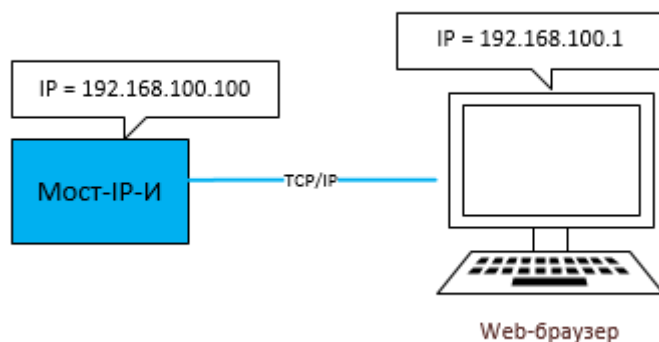 IP = 192.168.100.1
IP = 192.168.100.100
Мост-IP-И
TCP/IP
Web-браузер